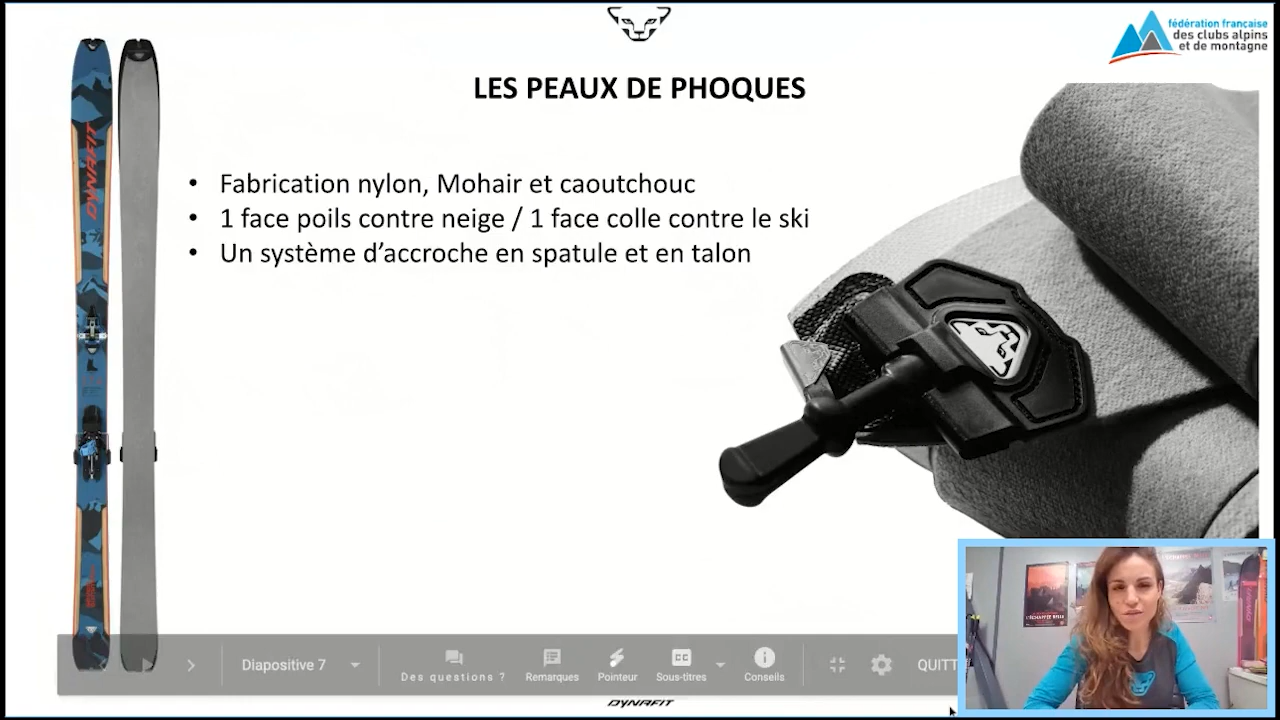 fédération française
des clubs alpins
et de montagne
LES PEAUX DE PHOQUES
• Fabrication nylon, Mohair et caoutchouc
• 1 face poils contre neige / 1 face colle contre le ski
• Un système d’accroche en spatule et en talon
DYNAFIT
Diapositive 7
Des questions ?
Remarques
Pointeur
CC
Sous-titres
Conseils
QUITT
DYNAFIT